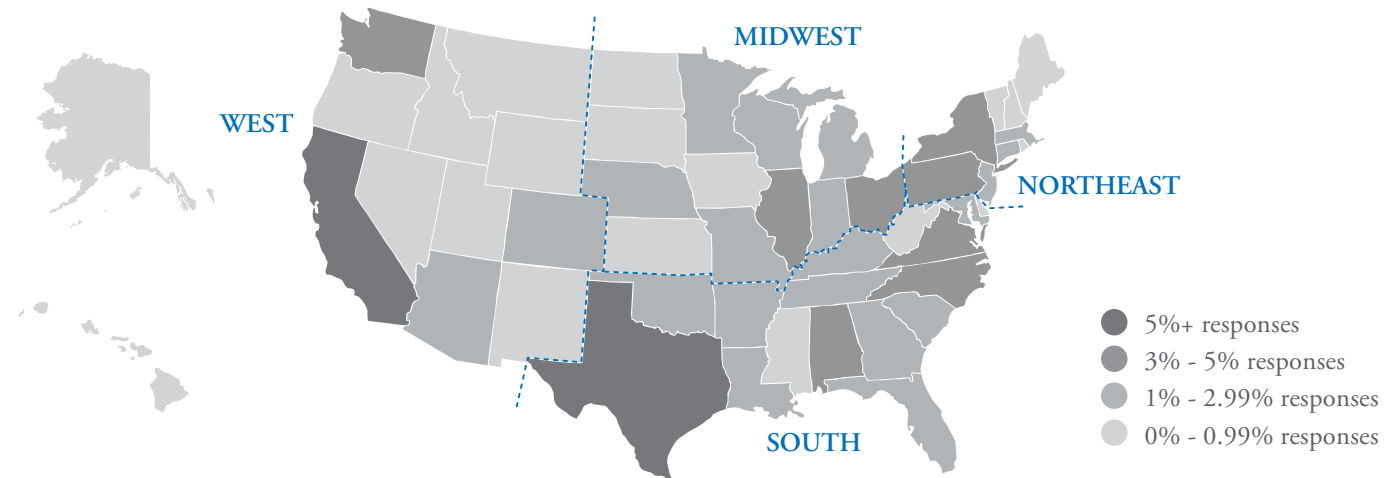 MIDWEST
WEST
NORTHEAST
SOUTH
5%+ responses
3% - 5% responses
1% - 2.99% responses
0% - 0.99% responses